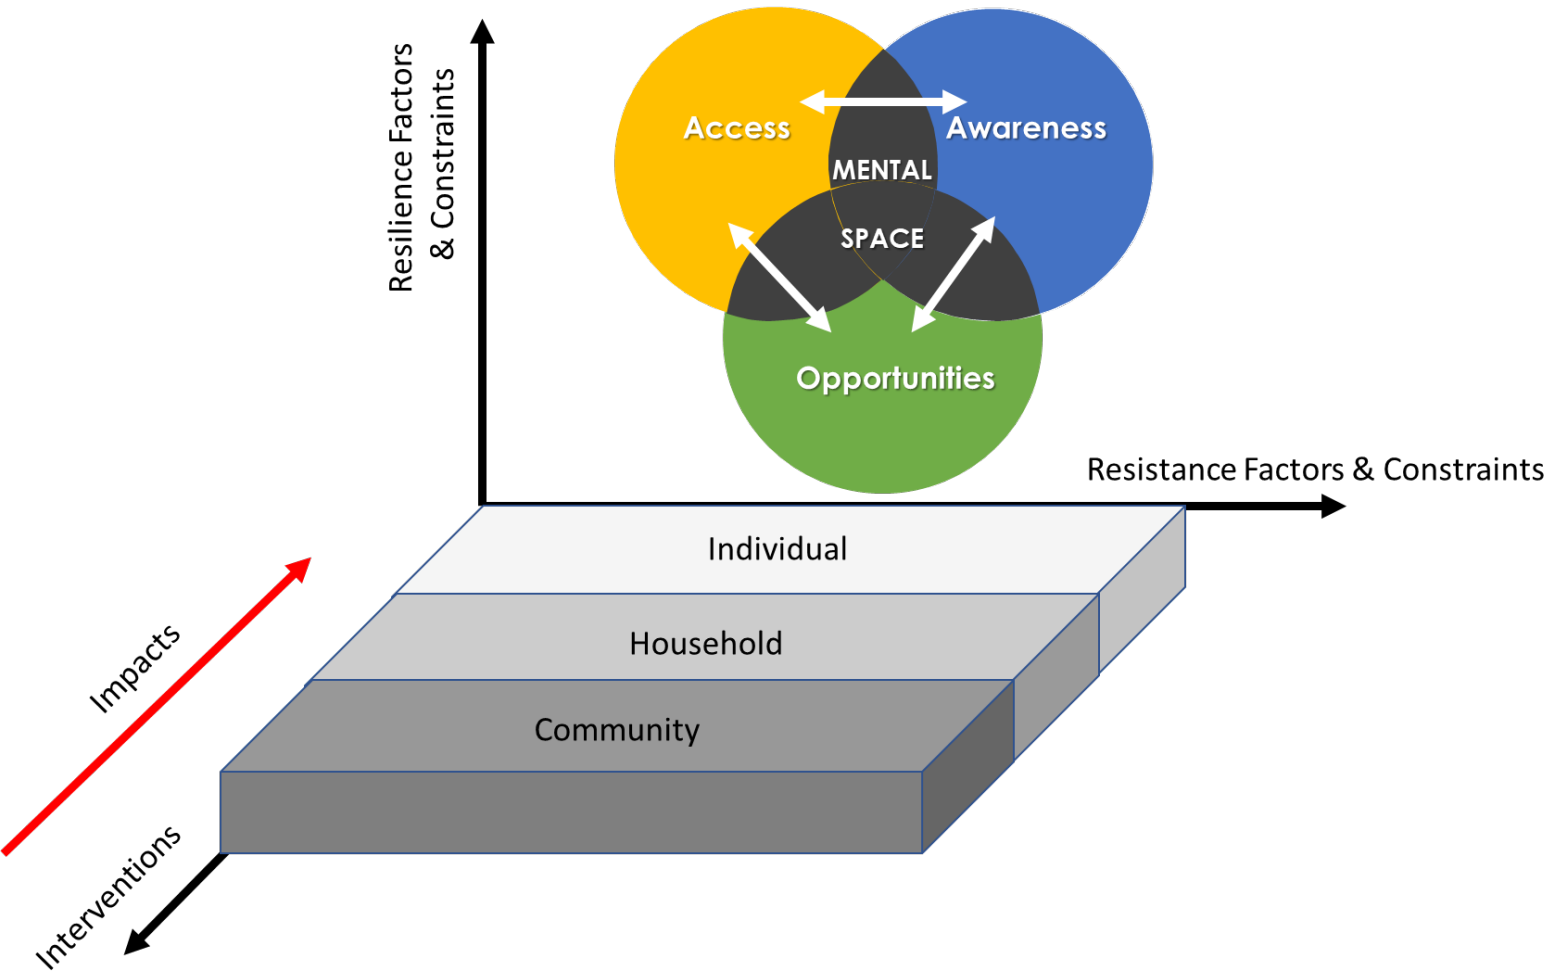 Resilience Factors
& Constraints
Access
Awareness
MENTAL
SPACE
Opportunities
Resistance Factors & Constraints
Individual
Household
Community
Impacts
Interventions